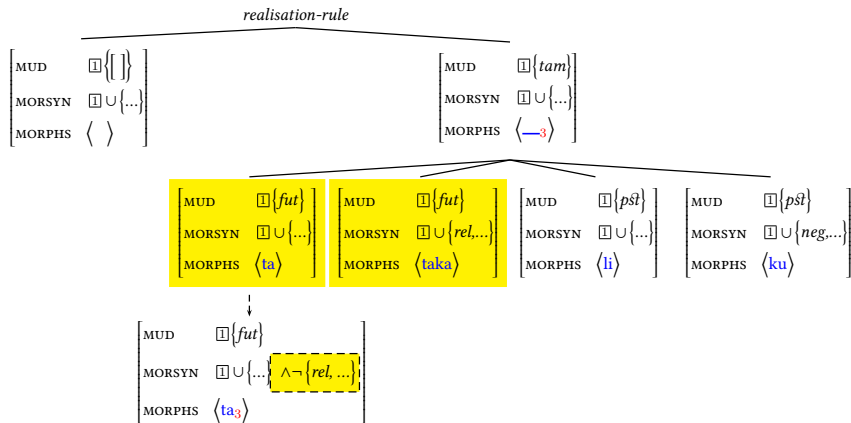 realisation-rule
MUD 1{[ ]}
MORSYN 1 ∪ {...}
MORPHS ⟨ ⟩
MUD 1{tam}
MORSYN 1 ∪ {...}
MORPHS ⟨__3⟩
MUD 1{fut}
MORSYN 1 ∪ {...}
MORPHS ⟨ta⟩
MUD 1{fut}
MORSYN 1 ∪ {rel,...}
MORPHS ⟨taka⟩
MUD 1{pst}
MORSYN 1 ∪ {...}
MORPHS ⟨li⟩
MUD 1{pst}
MORSYN 1 ∪ {neg,...}
MORPHS ⟨ku⟩
MUD 1{fut}
MORSYN 1 ∪ {...} ∧¬{rel, ...}
MORPHS ⟨ta3⟩